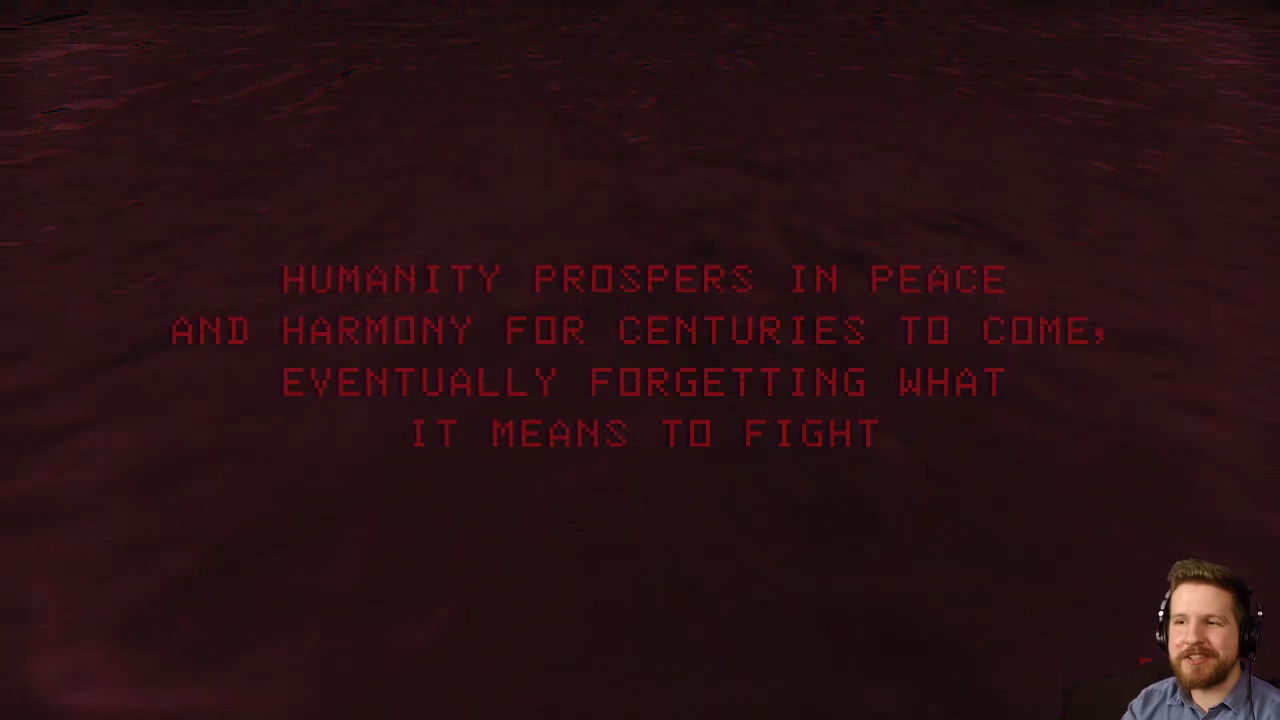 HUMANITY PROSPERS IN PEACE
AND HARMONY FOR CENTURIES TO COME,
EVENTUALLY FORGETTING WHAT
IT MEANS TO FIGHT